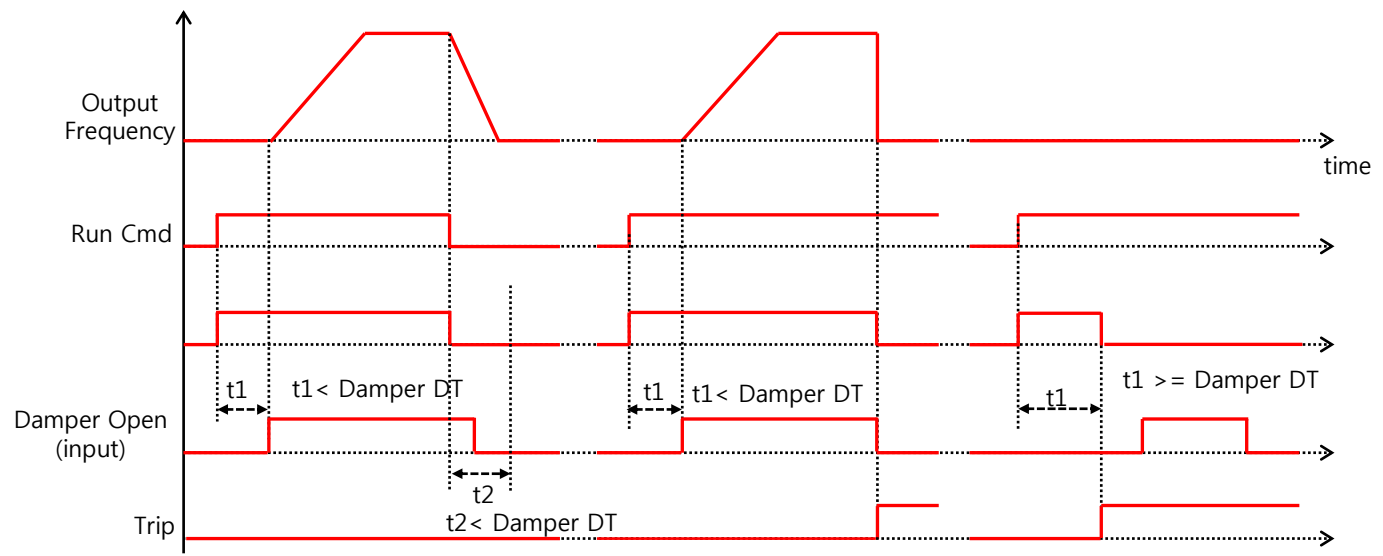 Output
Frequency
time
Run Cmd
t1
t1< Damper DT
t1
t1< Damper DT
t1
t1 >= Damper DT
Damper Open
(input)
t2
t2< Damper DT
Trip